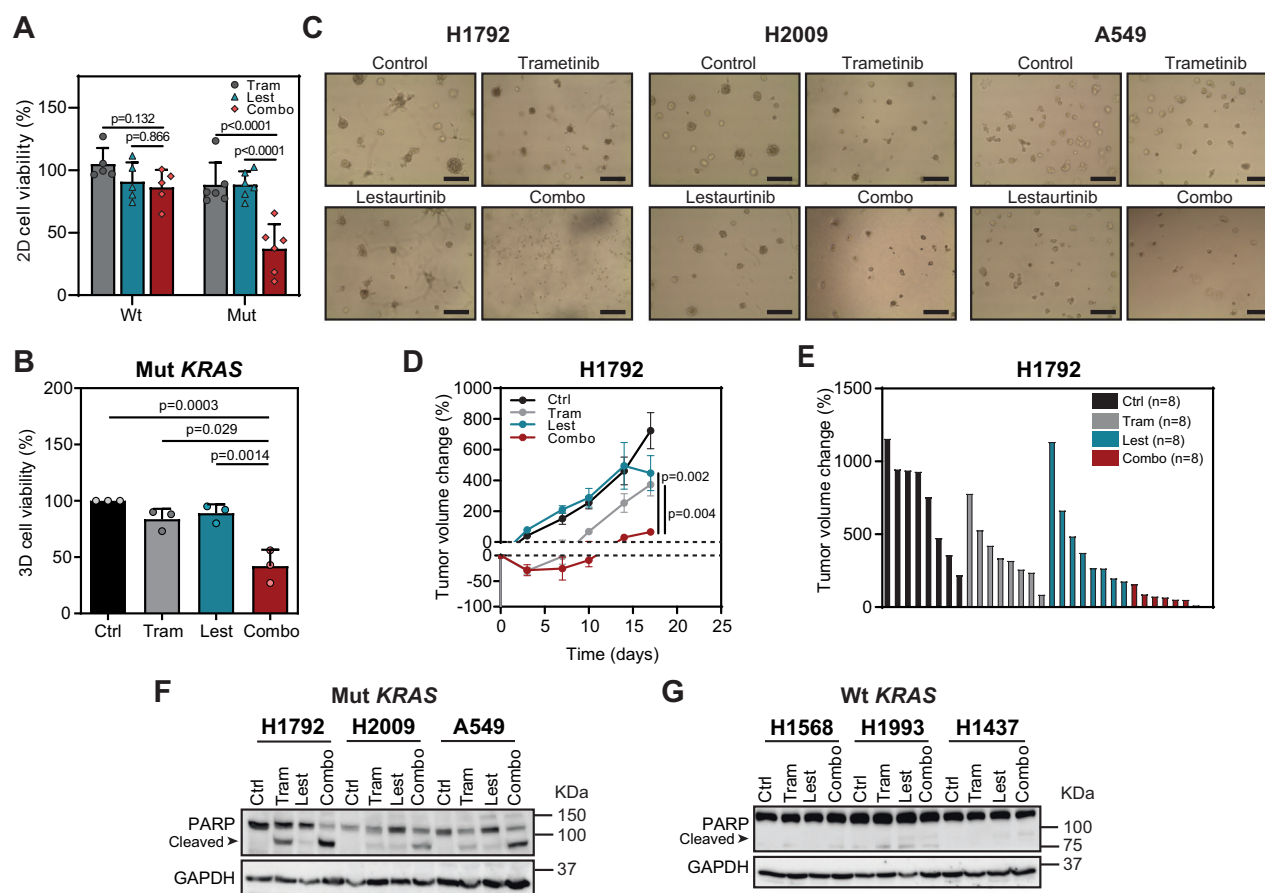 A
2D cell viability (%)
150
100
50
0
Tram
Lest
Combo
p=0.132
p=0.866
p<0.0001
p<0.0001
Wt Mut
C
H1792 H2009 A549
Control Trametinib Control Trametinib Control Trametinib
Lestaurtinib Combo Lestaurtinib Combo Lestaurtinib Combo
B
Mut KRAS
3D cell viability (%)
200
150
100
50
0
p=0.0003
p=0.029
p=0.0014
Ctrl Tram Lest Combo
D
H1792
Tumor volume change (%)
1000
800
600
400
200
0
0
-50
-100
Ctrl
Tram
Lest
Combo
p=0.002
p=0.004
0 5 10 15 20 25
Time (days)
E
H1792
Tumor volume change (%)
1500
1000
500
0
Ctrl (n=8)
Tram (n=8)
Lest (n=8)
Combo (n=8)
F
Mut KRAS
H1792 H2009 A549
Ctrl Tram Lest Combo Ctrl Tram Lest Combo Ctrl Tram Lest Combo
KDa
PARP
Cleaved
150
100
37
GAPDH
G
Wt KRAS
H1568 H1993 H1437
Ctrl Tram Lest Combo Ctrl Tram Lest Combo Ctrl Tram Lest Combo
KDa
PARP
Cleaved
100
75
37
GAPDH